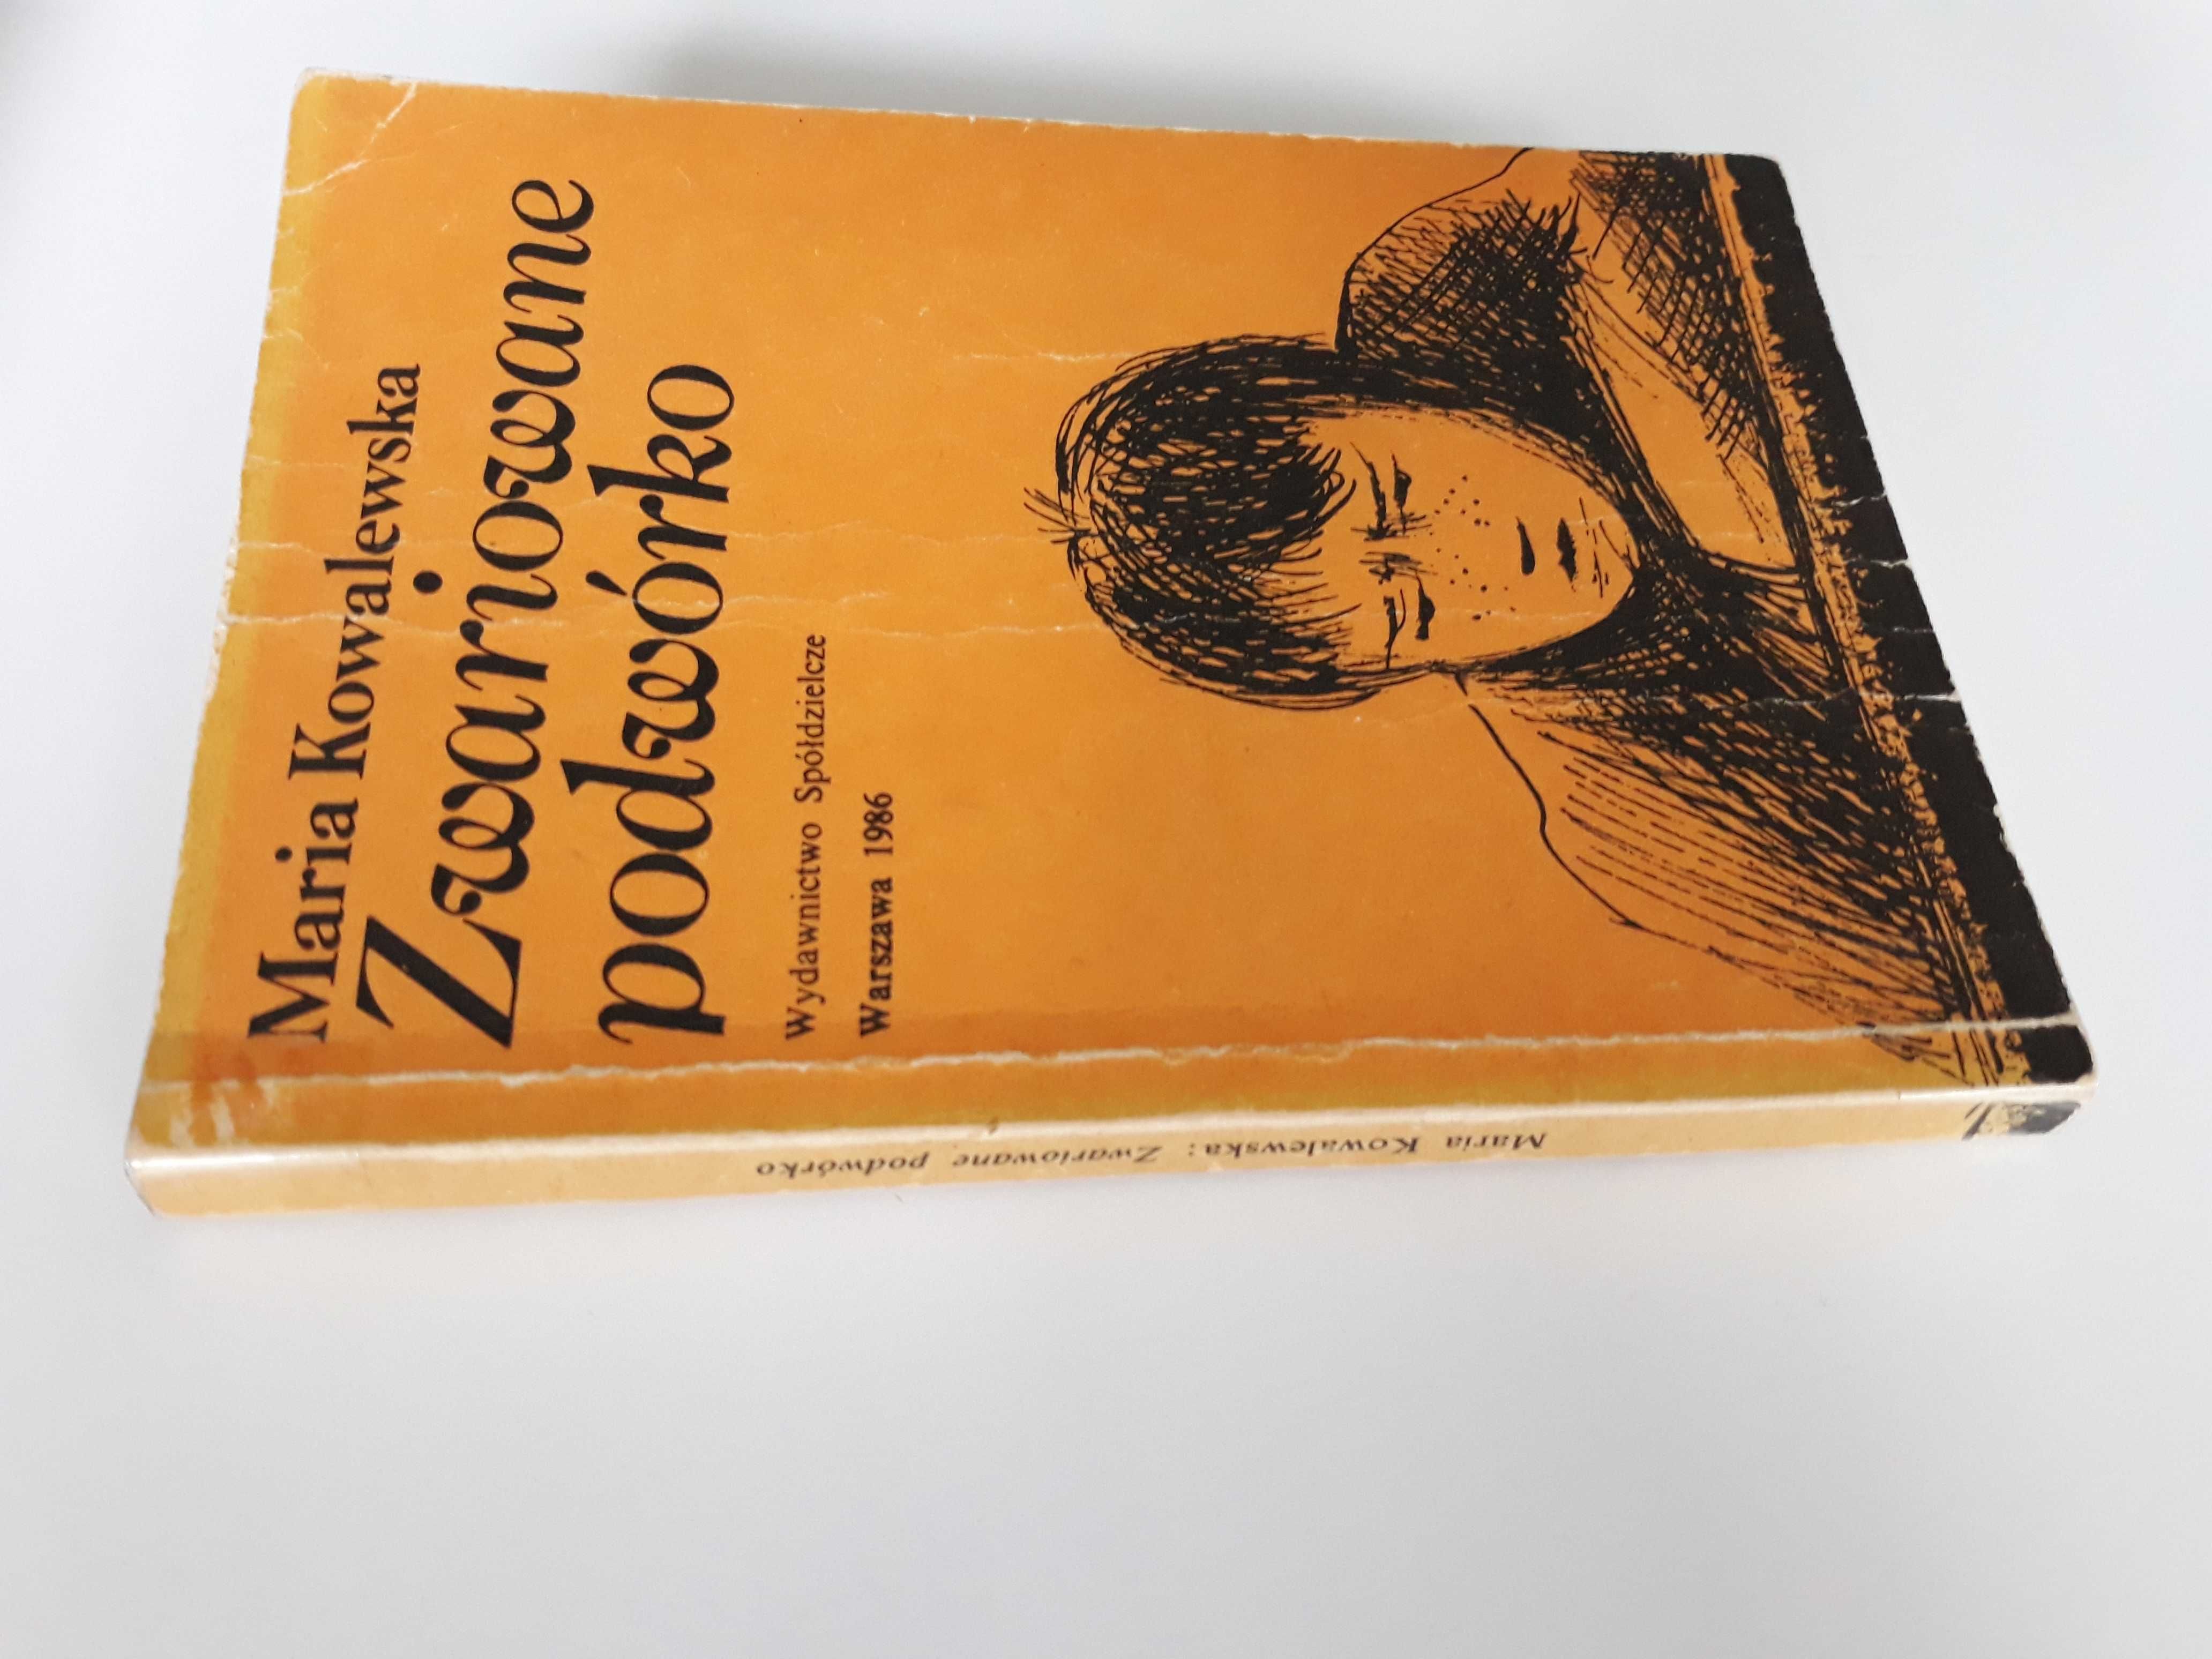 Maria Kowalewska
Zwariowane
podwórko
Wydawnictwo Spółdzielcze
Warszawa 1986
Maria Kowalewska: Zwariowane podwórko